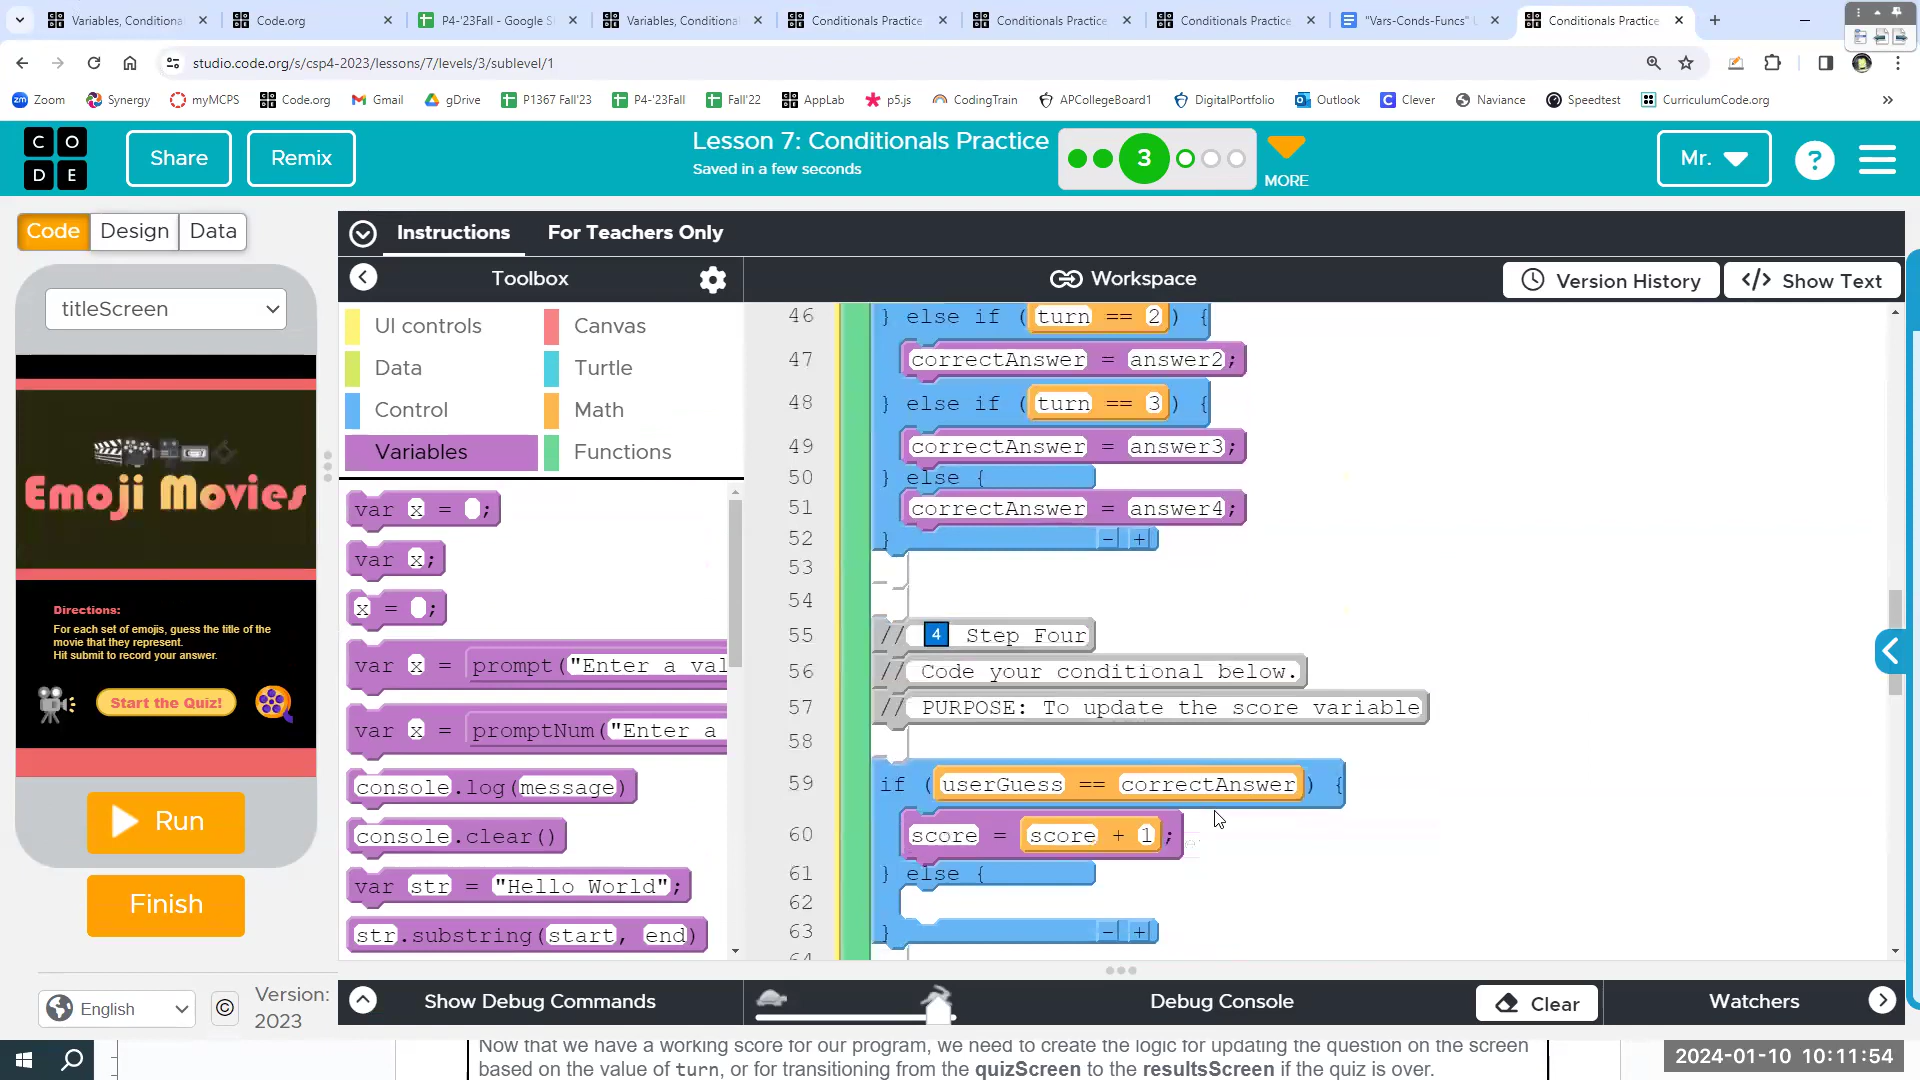 Variables, Conditiona
Code.org
P4-'23Fall - Google S
Variables, Conditiona
Conditionals Practice
Conditionals Practice
Conditionals Practice
"Vars-Conds-Funcs"
Conditionals Practice
studio.code.org/s/csp4-2023/lessons/7/levels/3/sublevel/1
Zoom
Synergy
myMCPS
Code.org
Gmail
gDrive
P1367 Fall'23
P4-'23Fall
Fall'22
AppLab
p5.js
CodingTrain
APCollegeBoard1
DigitalPortfolio
Outlook
Clever
Naviance
Speedtest
CurriculumCode.org
»
C O
D E
Share
Remix
Lesson 7: Conditionals Practice
Saved in a few seconds
3
MORE
Mr.
?
Code
Design
Data
Instructions
For Teachers Only
titleScreen
Toolbox
Workspace
Version History
</> Show Text
UI controls
Canvas
Data
Turtle
Control
Math
Variables
Functions
var x = ;
var x;
x = ;
var x = prompt("Enter a val
var x = promptNum("Enter a
console.log(message)
console.clear()
var str = "Hello World";
str.substring(start, end)
Emoji Movies
Directions:
For each set of emojis, guess the title of the
movie that they represent.
Hit submit to record your answer.
Start the Quiz!
Run
Finish
46 } else if (turn == 2) {
47 correctAnswer = answer2;
48 } else if (turn == 3) {
49 correctAnswer = answer3;
50 } else {
51 correctAnswer = answer4;
52 } - +
53
54
55 // 4 Step Four
56 // Code your conditional below.
57 // PURPOSE: To update the score variable
58
59 if (userGuess == correctAnswer) {
60 score = score + 1;
61 } else {
62
63 } - +
64
English
©
Version:
2023
Show Debug Commands
Debug Console
Clear
Watchers
Now that we have a working score for our program, we need to create the logic for updating the question on the screen
based on the value of turn, or for transitioning from the quizScreen to the resultsScreen if the quiz is over.
2024-01-10 10:11:54